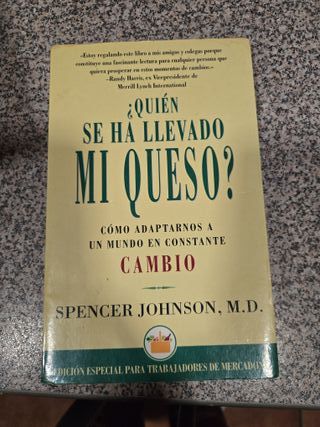 «Estoy regalando este libro a mis amigos y colegas porque
constituye una fascinante lectura para cualquier persona que
quiera prosperar en estos momentos de cambios.»
–Randy Harris, ex Vicepresidente de
Merrill Lynch International
¿QUIÉN
SE HA LLEVADO
MI QUESO?
CÓMO ADAPTARNOS A
UN MUNDO EN CONSTANTE
CAMBIO
SPENCER JOHNSON, M.D.
EDICIÓN ESPECIAL PARA TRABAJADORES DE MERCADONA